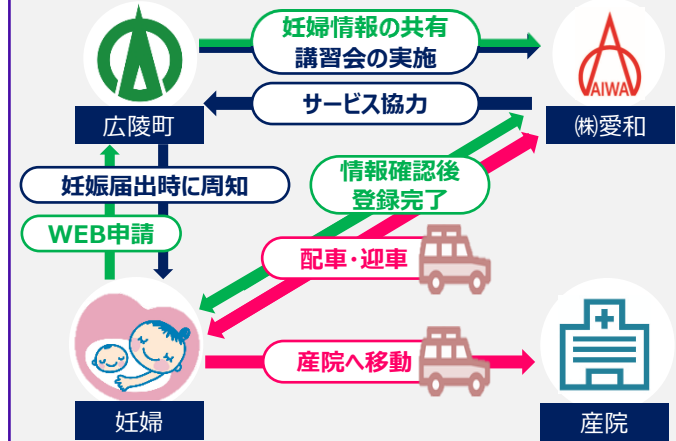 妊婦情報の共有
講習会の実施
サービス協力
広陵町
AIWA
㈱愛和
妊娠届出時に周知
情報確認後
登録完了
WEB申請
配車・迎車
産院へ移動
妊婦
産院